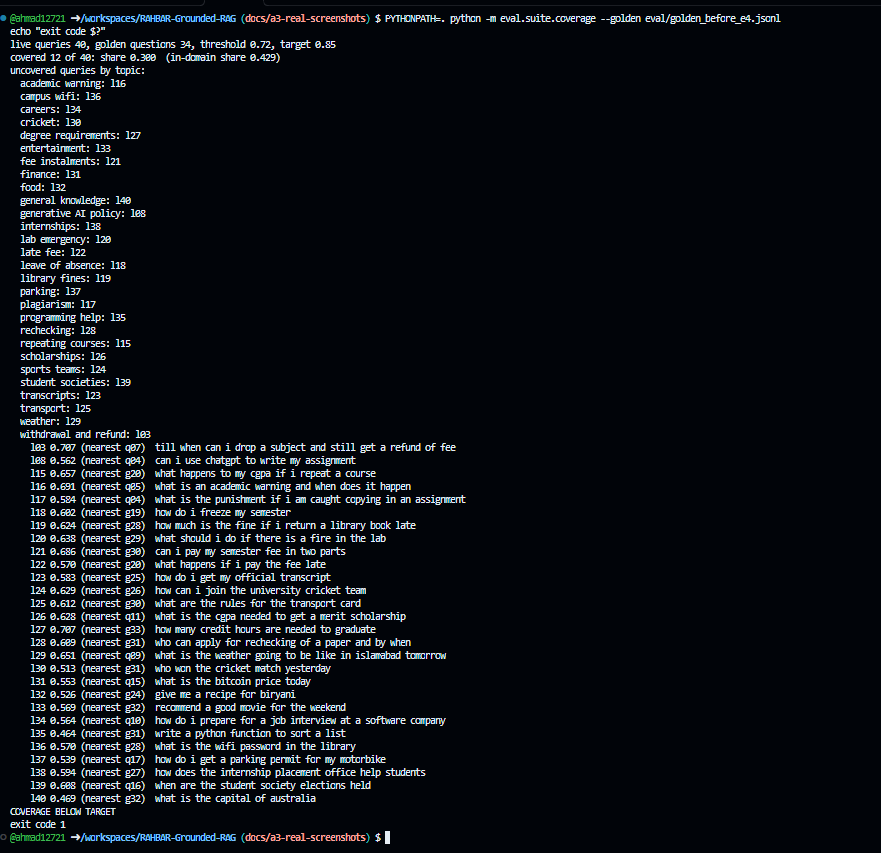 @ahmad12721 →/workspaces/RAHBAR-Grounded-RAG (docs/a3-real-screenshots) $ PYTHONPATH=. python -m eval.suite.coverage --golden eval/golden_before_e4.jsonl
echo "exit code $?"
live queries 40, golden questions 34, threshold 0.72, target 0.85
covered 12 of 40: share 0.300  (in-domain share 0.429)
uncovered queries by topic:
  academic warning: l16
  campus wifi: l36
  careers: l34
  cricket: l30
  degree requirements: l27
  entertainment: l33
  fee instalments: l21
  finance: l31
  food: l32
  general knowledge: l40
  generative AI policy: l08
  internships: l38
  lab emergency: l20
  late fee: l22
  leave of absence: l18
  library fines: l19
  parking: l37
  plagiarism: l17
  programming help: l35
  rechecking: l28
  repeating courses: l15
  scholarships: l26
  sports teams: l24
  student societies: l39
  transcripts: l23
  transport: l25
  weather: l29
  withdrawal and refund: l03
    l03 0.707 (nearest q07)  till when can i drop a subject and still get a refund of fee
    l08 0.562 (nearest q04)  can i use chatgpt to write my assignment
    l15 0.657 (nearest g20)  what happens to my cgpa if i repeat a course
    l16 0.691 (nearest q05)  what is an academic warning and when does it happen
    l17 0.584 (nearest q04)  what is the punishment if i am caught copying in an assignment
    l18 0.602 (nearest g19)  how do i freeze my semester
    l19 0.624 (nearest g28)  how much is the fine if i return a library book late
    l20 0.638 (nearest g29)  what should i do if there is a fire in the lab
    l21 0.686 (nearest g30)  can i pay my semester fee in two parts
    l22 0.570 (nearest g20)  what happens if i pay the fee late
    l23 0.583 (nearest g25)  how do i get my official transcript
    l24 0.629 (nearest g26)  how can i join the university cricket team
    l25 0.612 (nearest g30)  what are the rules for the transport card
    l26 0.628 (nearest q11)  what is the cgpa needed to get a merit scholarship
    l27 0.707 (nearest g33)  how many credit hours are needed to graduate
    l28 0.609 (nearest g31)  who can apply for rechecking of a paper and by when
    l29 0.651 (nearest q09)  what is the weather going to be like in islamabad tomorrow
    l30 0.513 (nearest g31)  who won the cricket match yesterday
    l31 0.553 (nearest q15)  what is the bitcoin price today
    l32 0.526 (nearest g24)  give me a recipe for biryani
    l33 0.569 (nearest g32)  recommend a good movie for the weekend
    l34 0.564 (nearest q10)  how do i prepare for a job interview at a software company
    l35 0.464 (nearest g31)  write a python function to sort a list
    l36 0.570 (nearest g28)  what is the wifi password in the library
    l37 0.539 (nearest q17)  how do i get a parking permit for my motorbike
    l38 0.594 (nearest g27)  how does the internship placement office help students
    l39 0.608 (nearest q16)  when are the student society elections held
    l40 0.469 (nearest g32)  what is the capital of australia
COVERAGE BELOW TARGET
exit code 1
@ahmad12721 →/workspaces/RAHBAR-Grounded-RAG (docs/a3-real-screenshots) $